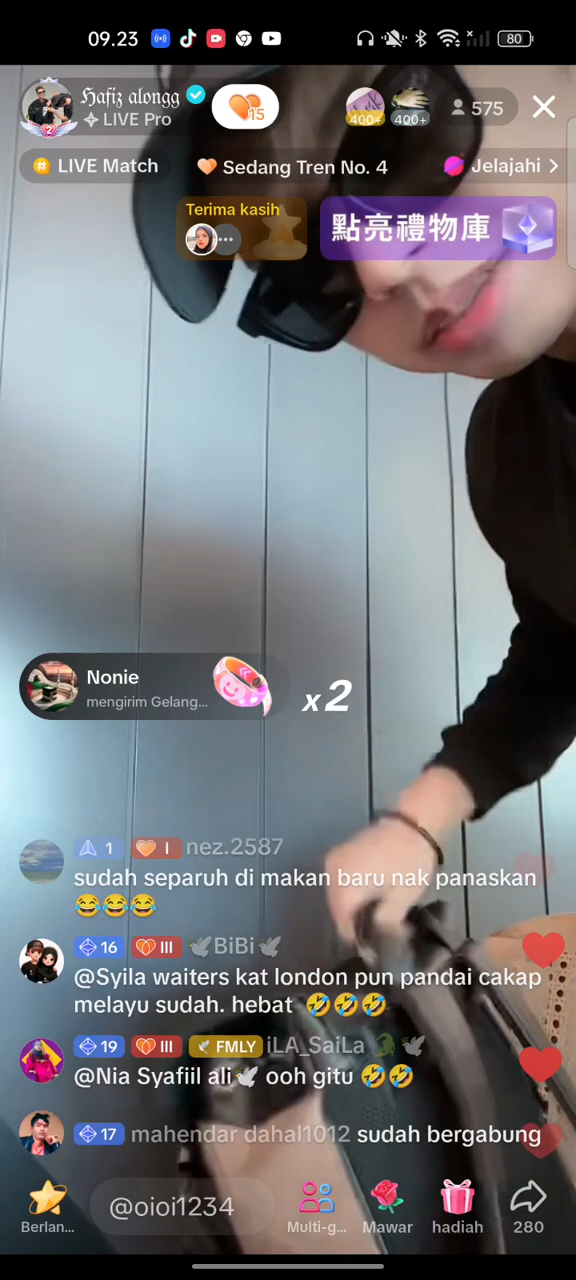 09.23
80
ℌafiz alongg
LIVE Pro
15
400+
400+
575
LIVE Match
Sedang Tren No. 4
Jelajahi >
Terima kasih
點亮禮物庫
Nonie
mengirim Gelang...
x2
1 I nez.2587
sudah separuh di makan baru nak panaskan
😂😂😂
16 III 🕊️BiBi🕊️
@Syila waiters kat london pun pandai cakap
melayu sudah. hebat 🤣🤣🤣
19 III FMLY iLA_SaiLa🐊🕊️
@Nia Syafiil ali🕊️ ooh gitu 🤣🤣
17 mahendar dahal1012 sudah bergabung
@oioi1234
Berlan...
Multi-g...
Mawar
hadiah
280